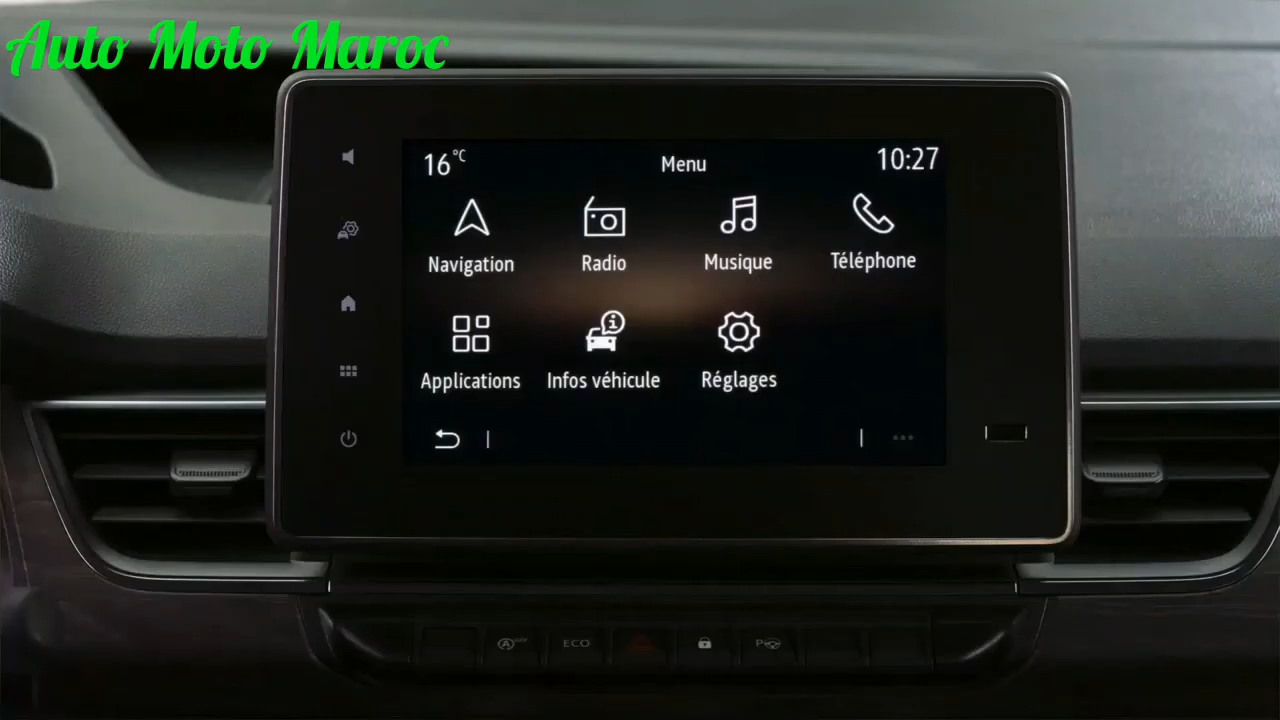 Auto Moto Maroc
16°C
Menu
10:27
Navigation
Radio
Musique
Téléphone
Applications
Infos véhicule
Réglages
ECO